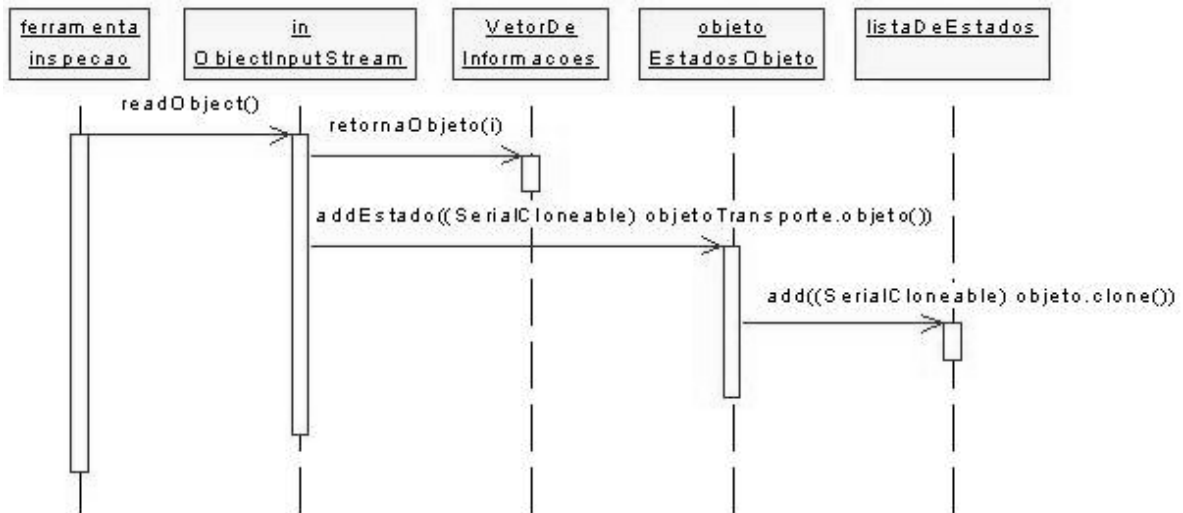 ferramenta
inspecao
in
ObjectInputStream
VetorDe
Informacoes
objeto
EstadosObjeto
listaDeEstados
readObject()
retornaObjeto(i)
addEstado((SerialCloneable) objetoTransporte.objeto())
add((SerialCloneable) objeto.clone())